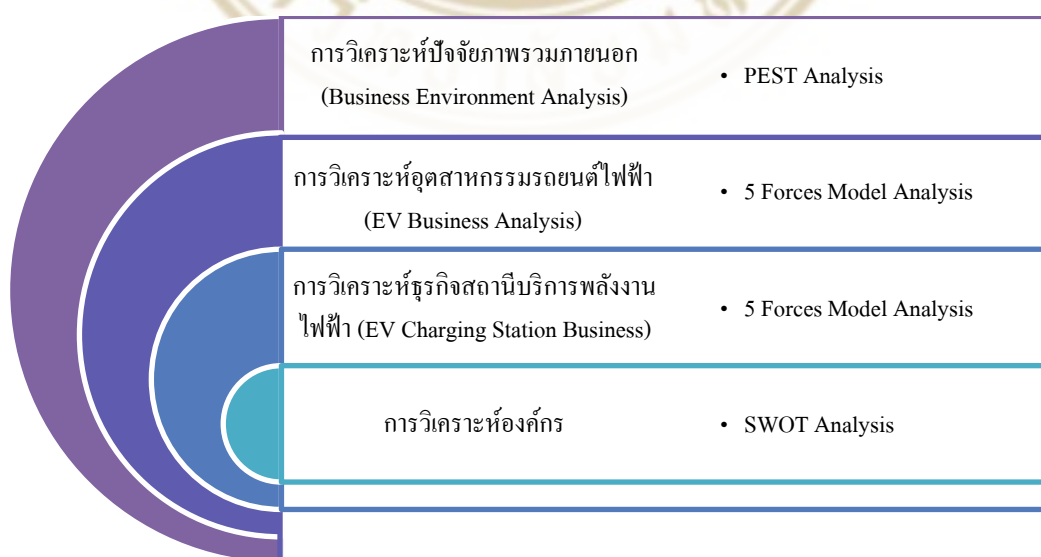 การวิเคราะห์ปัจจัยภาพรวมภายนอก
(Business Environment Analysis)
• PEST Analysis
การวิเคราะห์อุตสาหกรรมรถยนต์ไฟฟ้า
(EV Business Analysis)
• 5 Forces Model Analysis
การวิเคราะห์ธุรกิจสถานีบริการพลังงาน
ไฟฟ้า (EV Charging Station Business)
• 5 Forces Model Analysis
การวิเคราะห์องค์กร
• SWOT Analysis